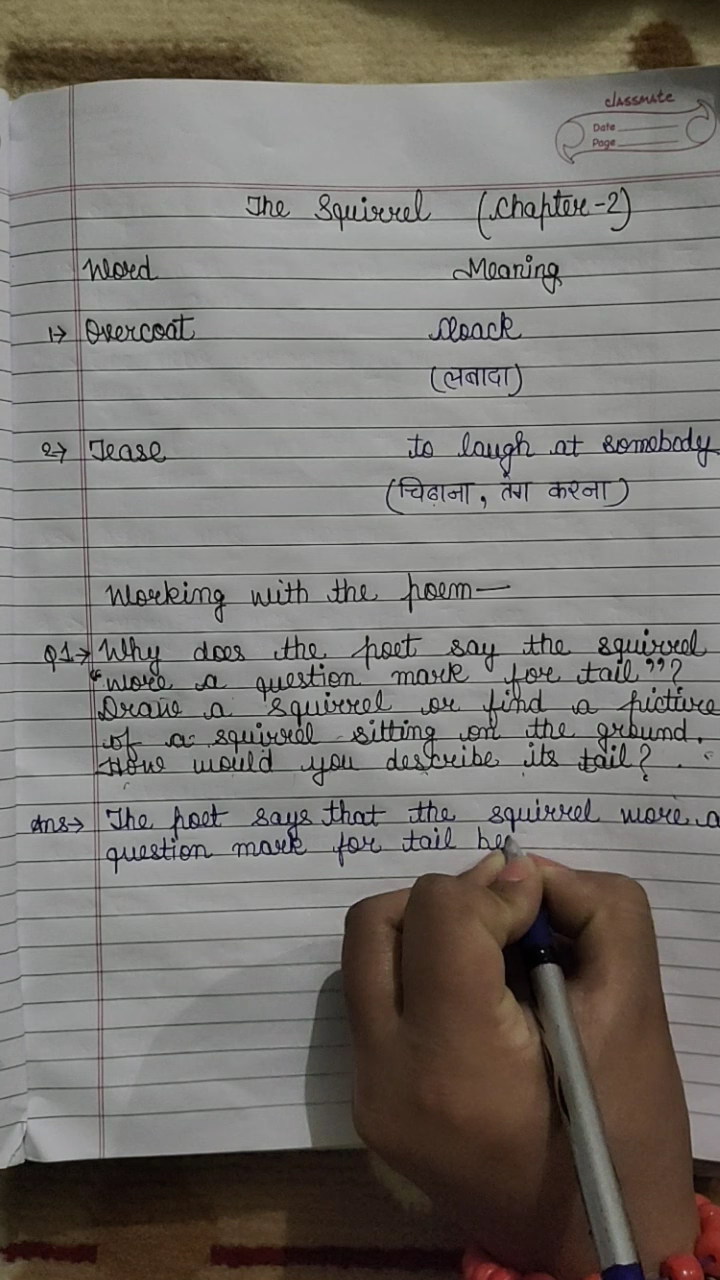 classmate
Date
Page
The Squirrel (Chapter-2)
Word Meaning
1→ Overcoat cloack
(लबादा)
2→ Tease to laugh at somebody
(चिढ़ाना, तंग करना)
Working with the poem—
Q1→ Why does the poet say the squirrel
“wore a question mark for tail”?
Draw a squirrel or find a picture
of a squirrel sitting on the ground.
How would you describe its tail?
Ans→ The poet says that the squirrel wore a
question mark for tail be